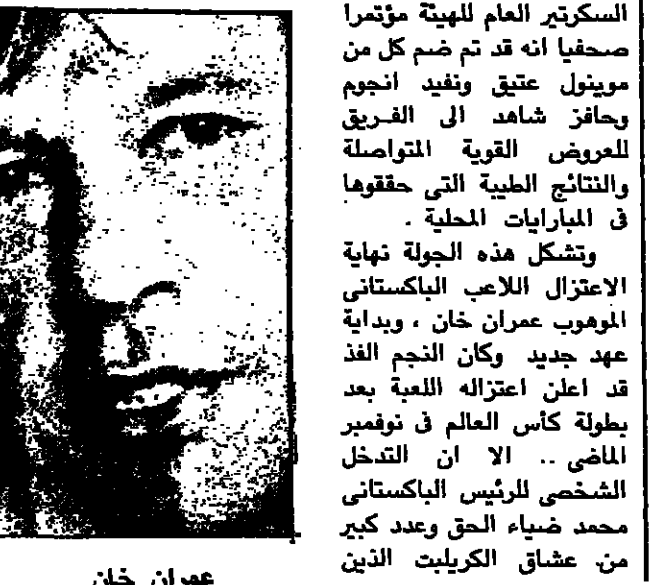 السكرتير العام للهيئة مؤتمرا
صحفيا انه قد تم ضم كل من
موينول عتيق ونفيد انجوم
وحافز شاهد الى الفريق
للعروض القوية المتواصلة
والنتائج الطيبة التى حققوها
فى المبارايات المحلية .
وتشكل هذه الجولة نهاية
الاعتزال اللاعب الباكستانى
الموهوب عمران خان ، وبداية
عهد جديد وكان النجم الفذ
قد اعلن اعتزاله اللعبة بعد
بطولة كأس العالم فى نوفمبر
الماضى .. الا ان التدخل
الشخصى للرئيس الباكستانى
محمد ضياء الحق وعدد كبير
من عشاق الكريلبت الذين
عمران خان